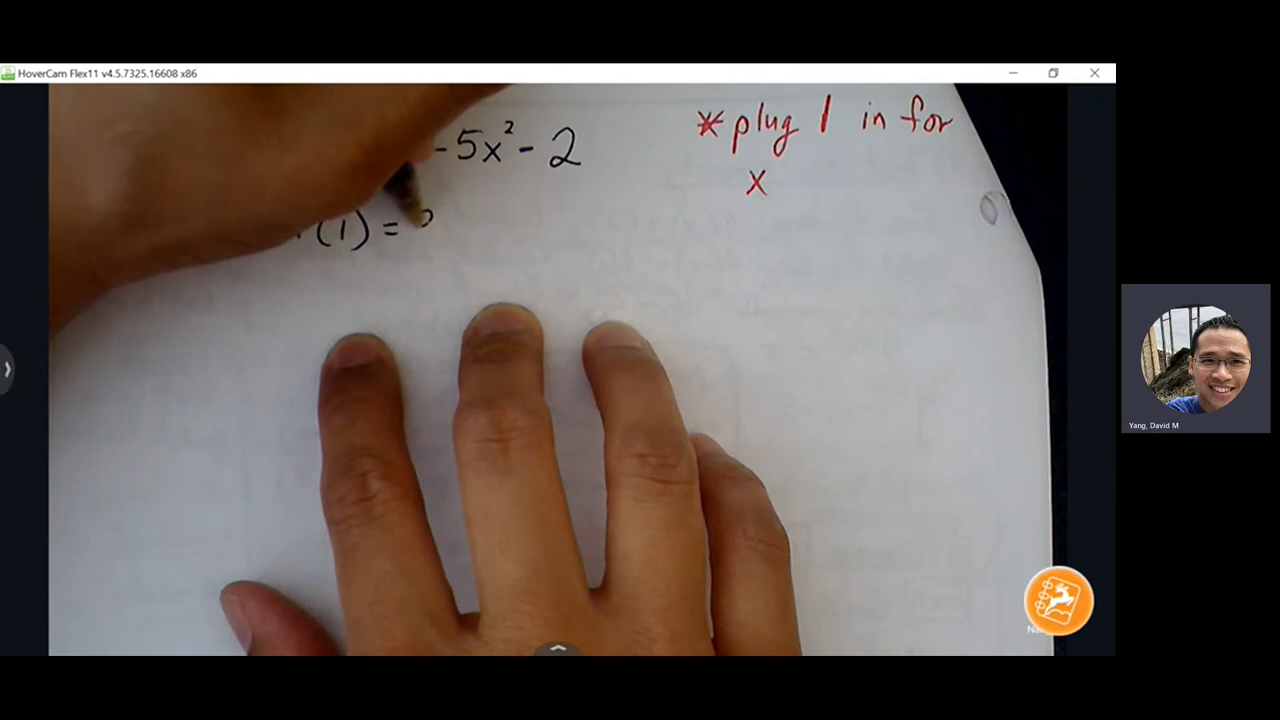 HoverCam Flex11 v4.5.7325.16608 x86
-5x² - 2
* plug 1 in for
x
(1) =
Yang, David M